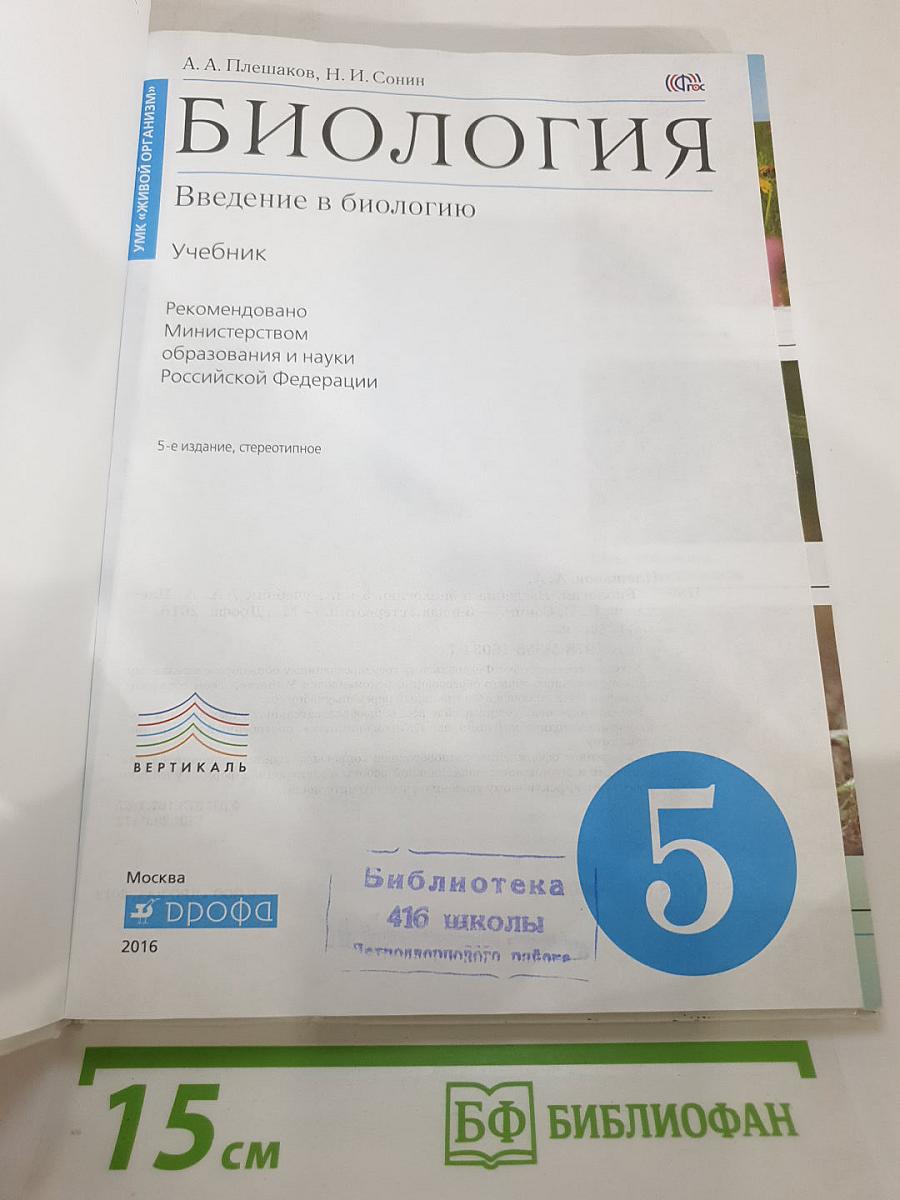 А. А. Плешаков, Н. И. Сонин
ФГОС
БИОЛОГИЯ
УМК «ЖИВОЙ ОРГАНИЗМ»
Введение в биологию
Учебник
Рекомендовано
Министерством
образования и науки
Российской Федерации
5-е издание, стереотипное
ВЕРТИКАЛЬ
5
Москва
дрофа
2016
Библиотека
416 школы
15 см
БФ БИБЛИОФАН